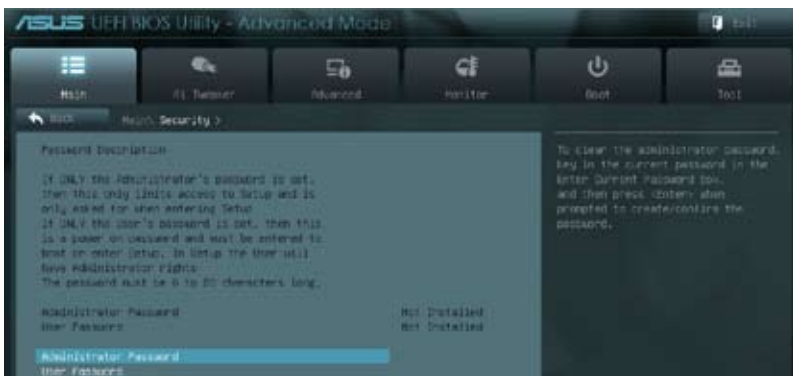 ASUS UEFI BIOS Utility - Advanced Mode
Exit
Main
Ai Tweaker
Advanced
Monitor
Boot
Tool
Back
Main\ Security >
Password Description
If ONLY the Administrator's password is set,
then this only limits access to Setup and is
only asked for when entering Setup
If ONLY the User's password is set, then this
is a power on password and must be entered to
boot or enter Setup. In Setup the User will
have Administrator rights
The password must be 6 to 20 characters long.
Administrator Password
Not Installed
User Password
Not Installed
Administrator Password
User Password
To clear the administrator password,
key in the current password in the
Enter Current Password box,
and then press <Enter> when
prompted to create/confirm the
password.